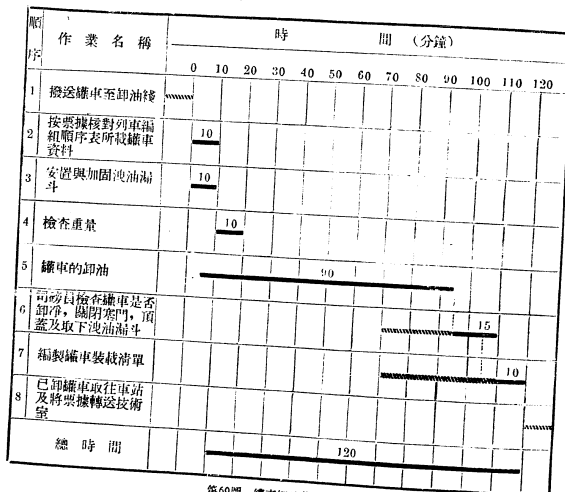 順序 作業名稱 時間（分鐘）
0 10 20 30 40 50 60 70 80 90 100 110 120
1 撥送罐車至卸油綫
2 按票據核對列車編
組順序表所載罐車
資料
10
3 安置與加固洩油漏
斗
10
4 檢查重量 10
5 罐車的卸油 90
6 司磅員檢查罐車是否
卸凈，關閉塞門，頂
蓋及取下洩油漏斗
15
7 編製罐車裝載清單 10
8 已卸罐車取往車站
及將票據轉送技術
室
總時間 120
第69圖